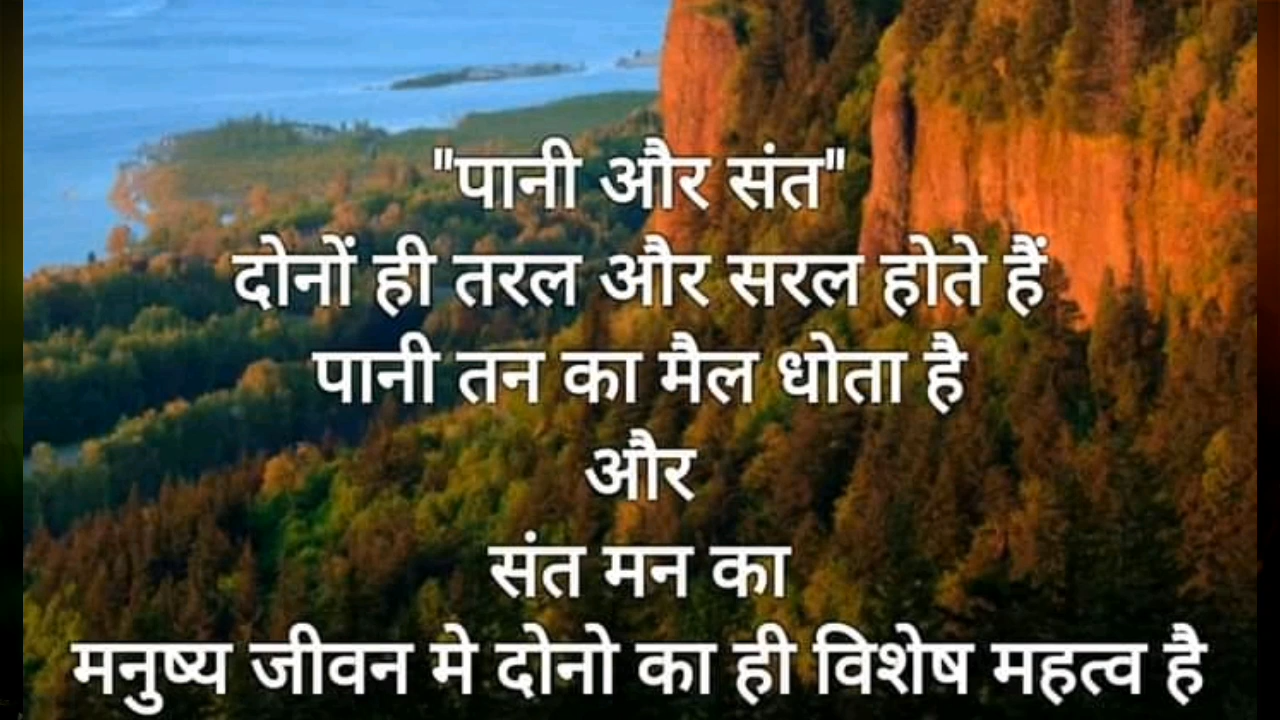 "पानी और संत"
दोनों ही तरल और सरल होते हैं
पानी तन का मैल धोता है
और
संत मन का
मनुष्य जीवन मे दोनो का ही विशेष महत्व है